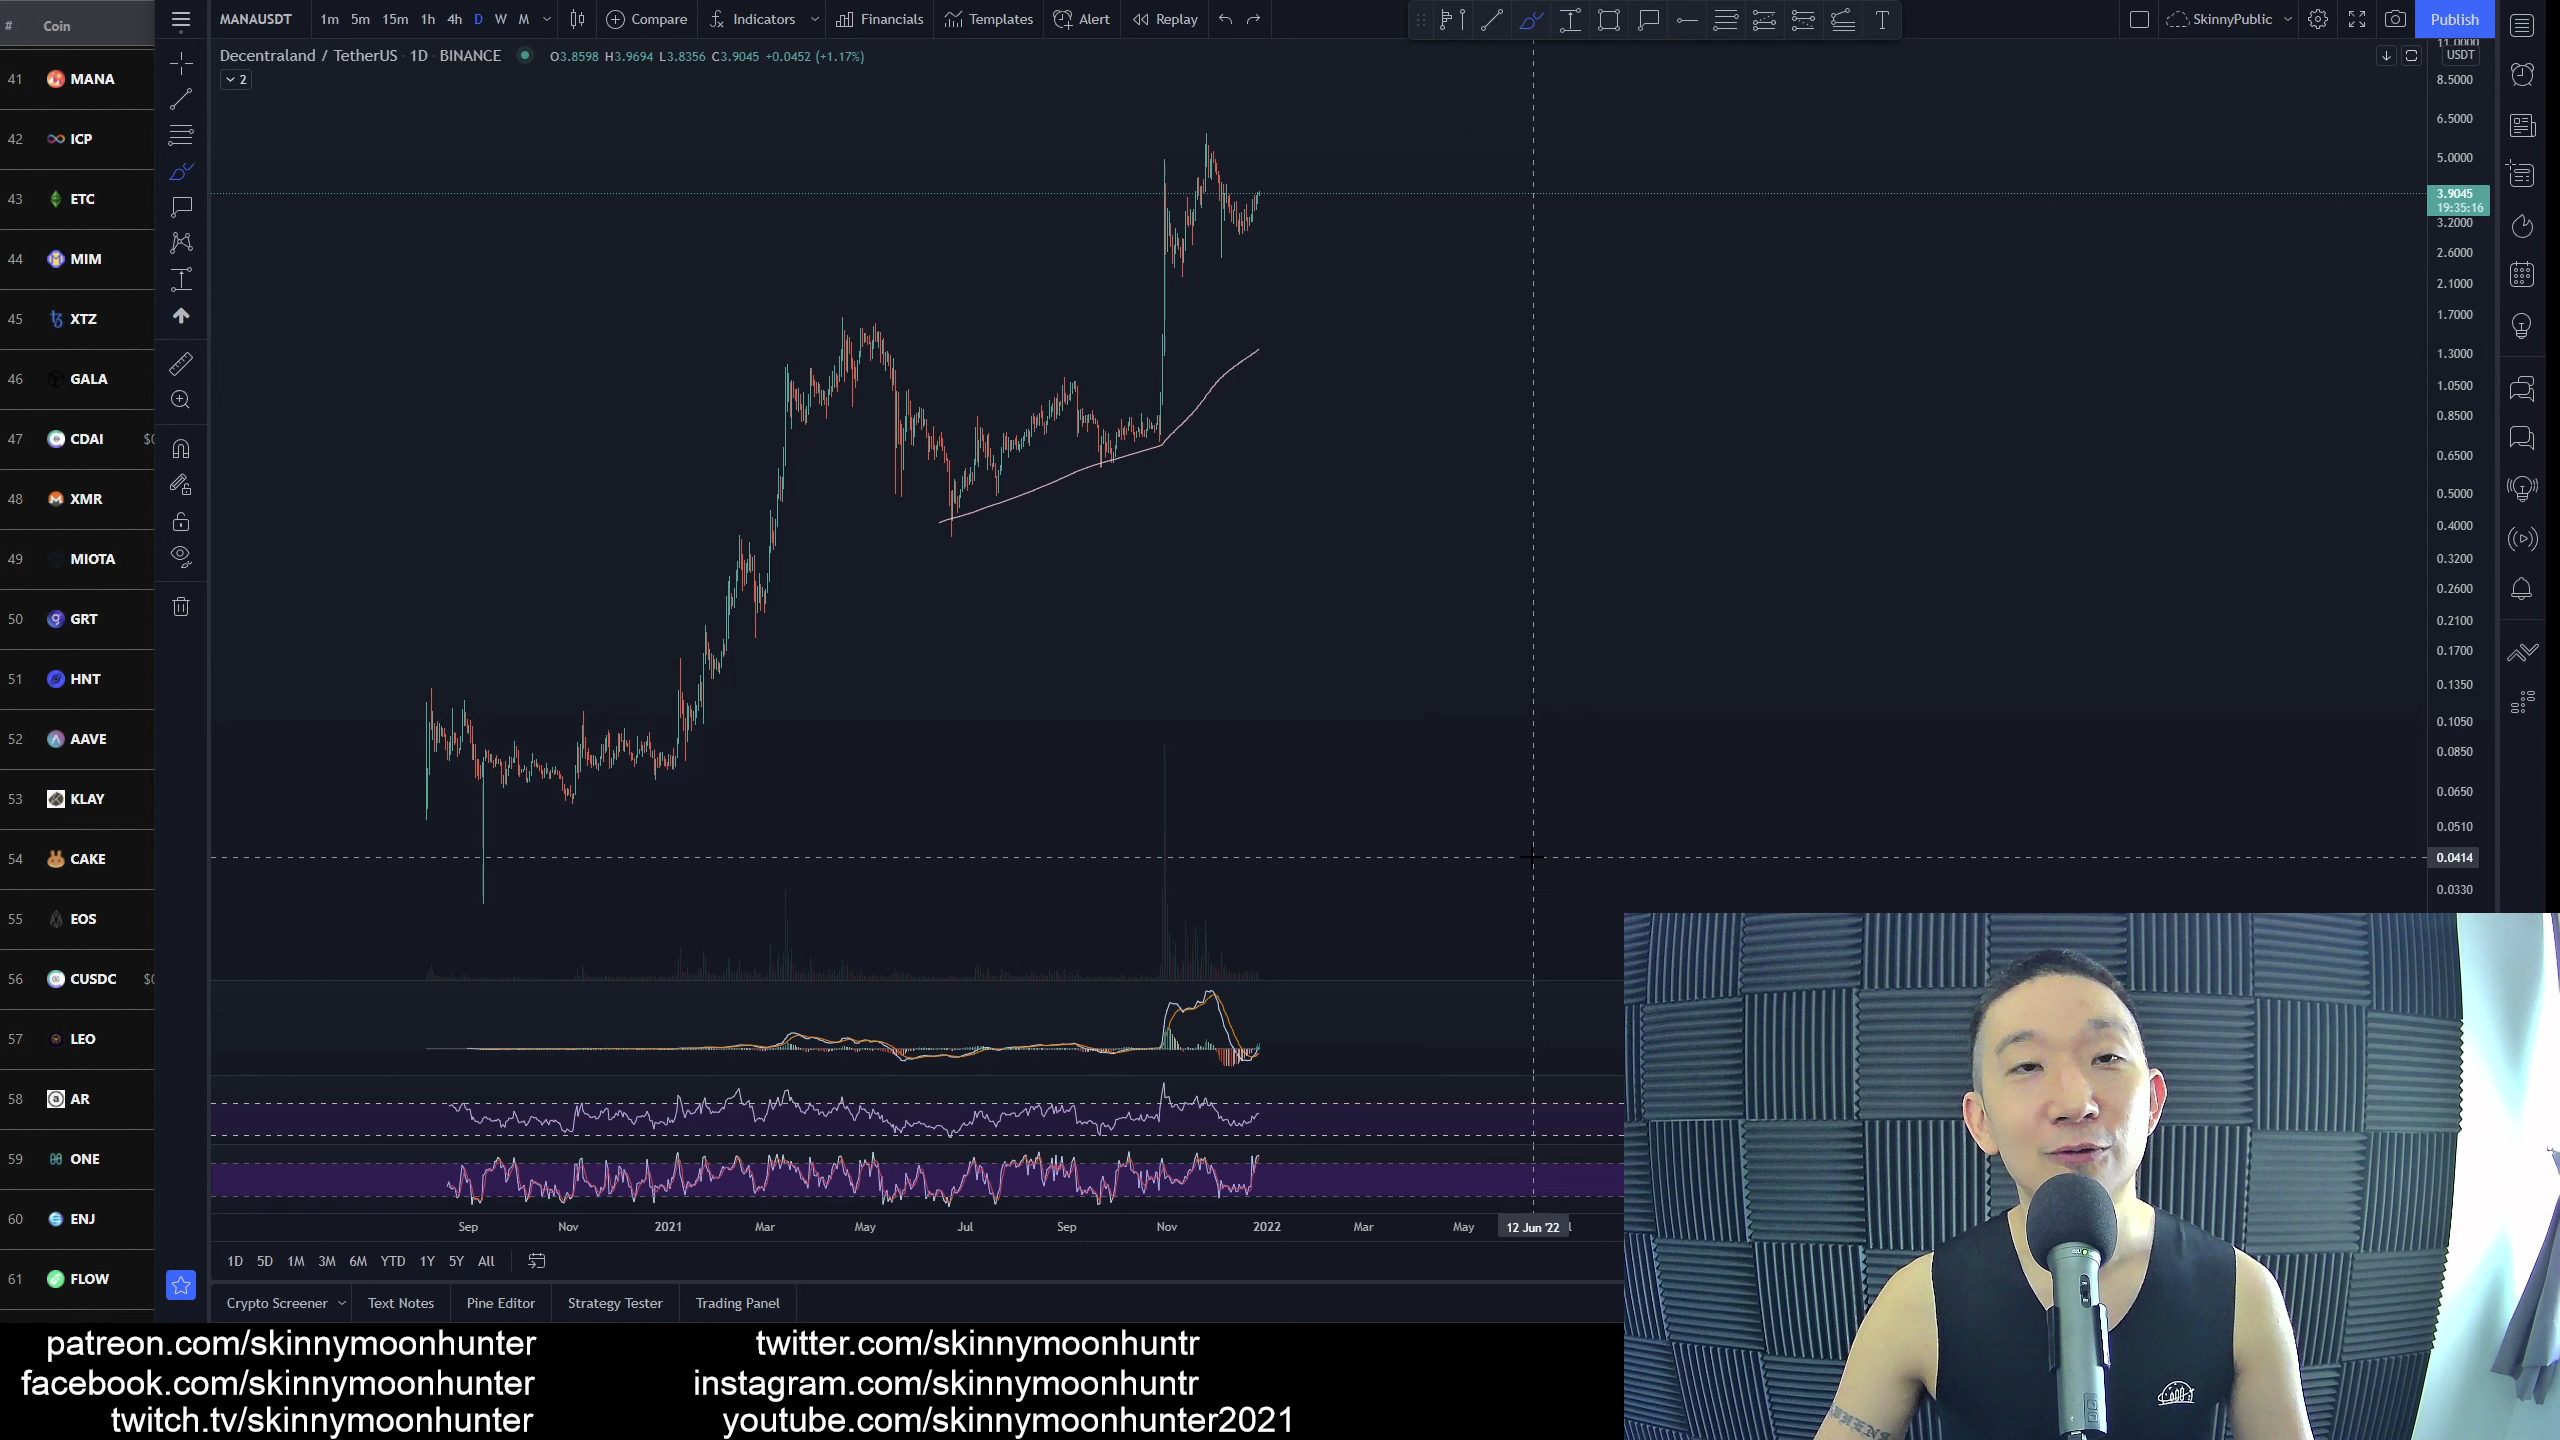 # Coin
41 MANA
42 ICP
43 ETC
44 MIM
45 XTZ
46 GALA
47 CDAI
48 XMR
49 MIOTA
50 GRT
51 HNT
52 AAVE
53 KLAY
54 CAKE
55 EOS
56 CUSDC
57 LEO
58 AR
59 ONE
60 ENJ
61 FLOW
MANAUSDT 1m 5m 15m 1h 4h D W M Compare Indicators Financials Templates Alert Replay T SkinnyPublic Publish
Decentraland / TetherUS · 1D · BINANCE O3.8598 H3.9694 L3.8356 C3.9045 +0.0452 (+1.17%)
2
11.0000
USDT
8.5000
6.5000
5.0000
3.9045
19:35:16
3.2000
2.6000
2.1000
1.7000
1.3000
1.0500
0.8500
0.6500
0.5000
0.4000
0.3200
0.2600
0.2100
0.1700
0.1350
0.1050
0.0850
0.0650
0.0510
0.0414
0.0330
Sep Nov 2021 Mar May Jul Sep Nov 2022 Mar May 12 Jun '22
1D 5D 1M 3M 6M YTD 1Y 5Y All
Crypto Screener Text Notes Pine Editor Strategy Tester Trading Panel
patreon.com/skinnymoonhunter twitter.com/skinnymoonhuntr
facebook.com/skinnymoonhunter instagram.com/skinnymoonhuntr
twitch.tv/skinnymoonhunter youtube.com/skinnymoonhunter2021